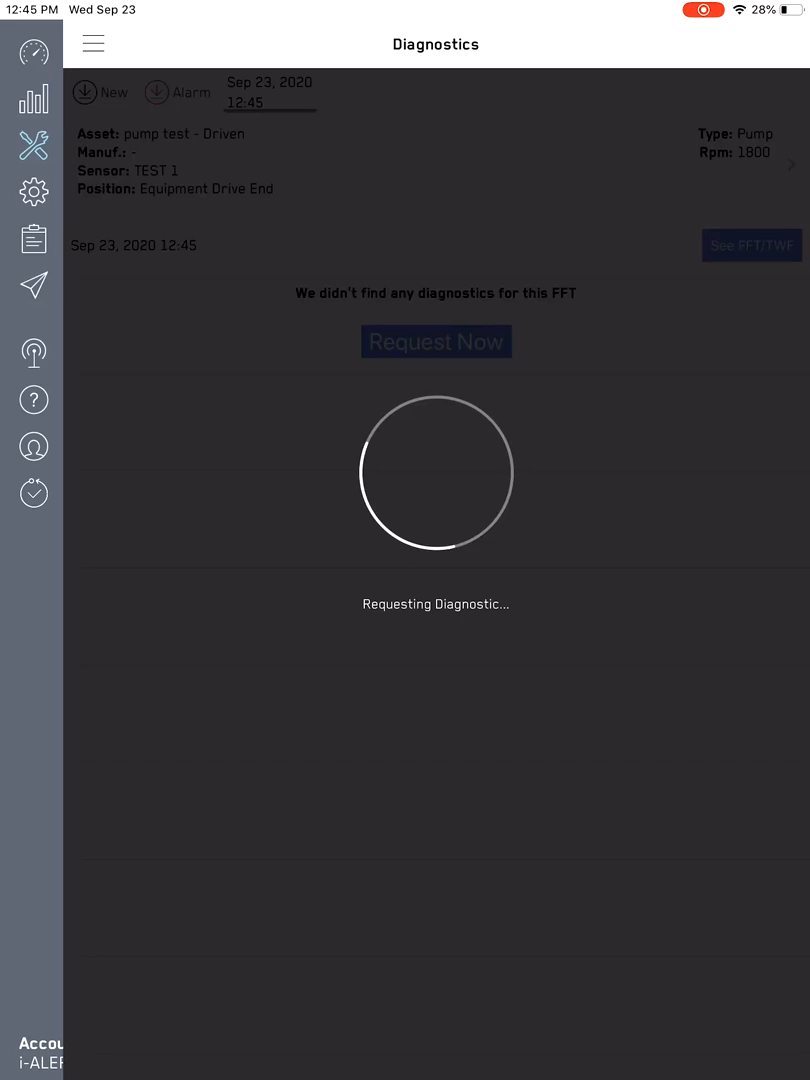 12:45 PM Wed Sep 23
28%
Diagnostics
New
Alarm
Sep 23, 2020
12:45
Asset: pump test - Driven
Type: Pump
Manuf.: -
Rpm: 1800
Sensor: TEST 1
Position: Equipment Drive End
Sep 23, 2020 12:45
See FFT/TWF
We didn't find any diagnostics for this FFT
Request Now
?
Requesting Diagnostic...
Accou
i-ALER